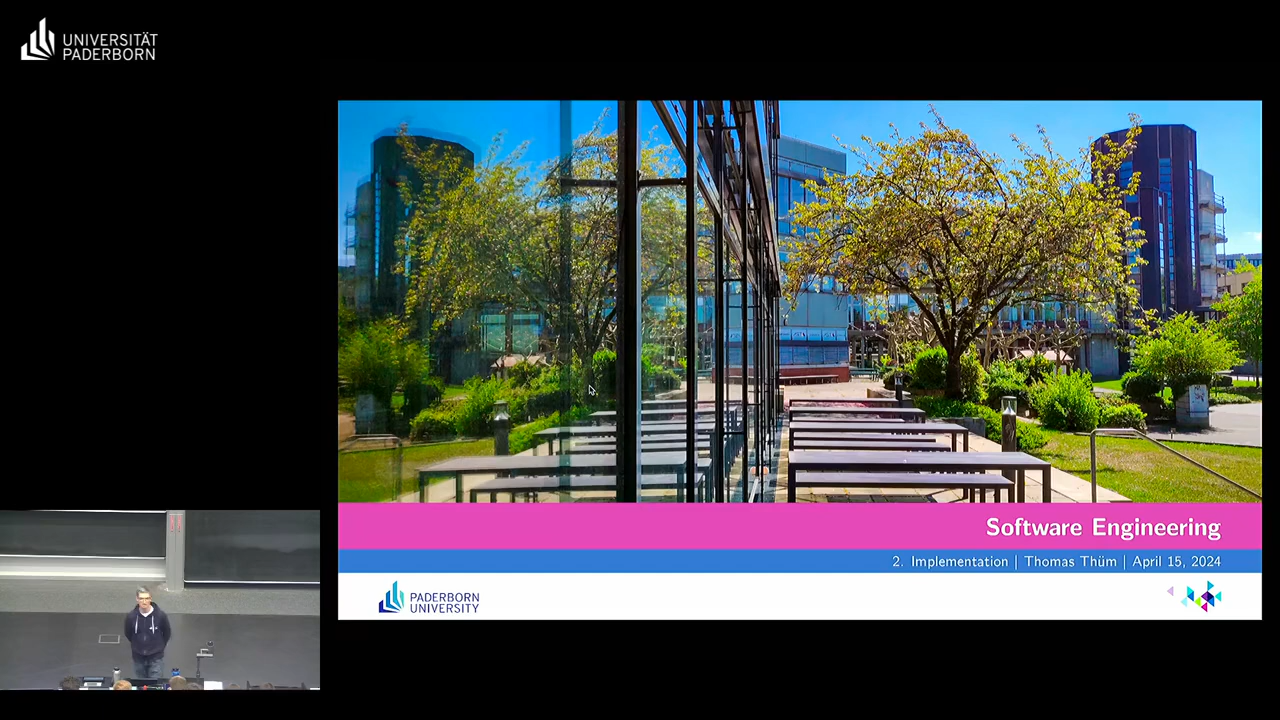 UNIVERSITÄT
PADERBORN
Software Engineering
2. Implementation | Thomas Thüm | April 15, 2024
PADERBORN
UNIVERSITY